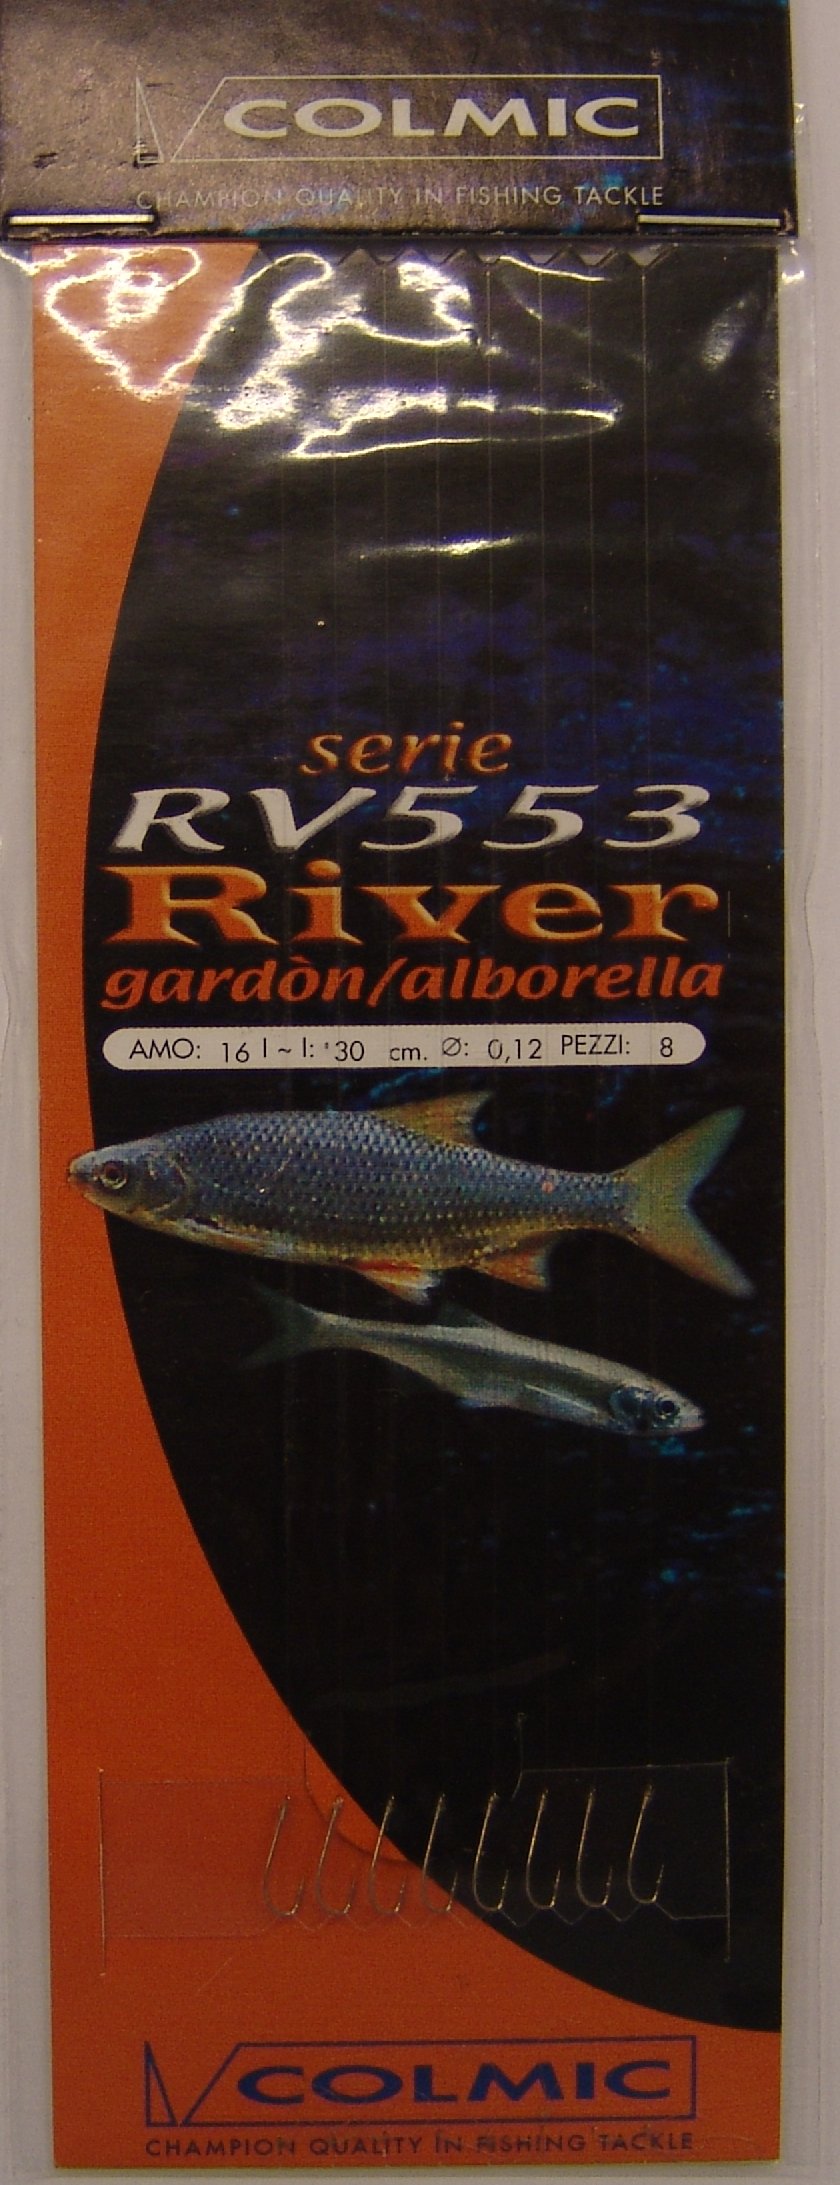 COLMIC
CHAMPION QUALITY IN FISHING TACKLE
serie
RV553
River
gardòn/alborella
AMO: 16 l ~ l: 30 cm. Ø: 0,12 PEZZI: 8
COLMIC
CHAMPION QUALITY IN FISHING TACKLE